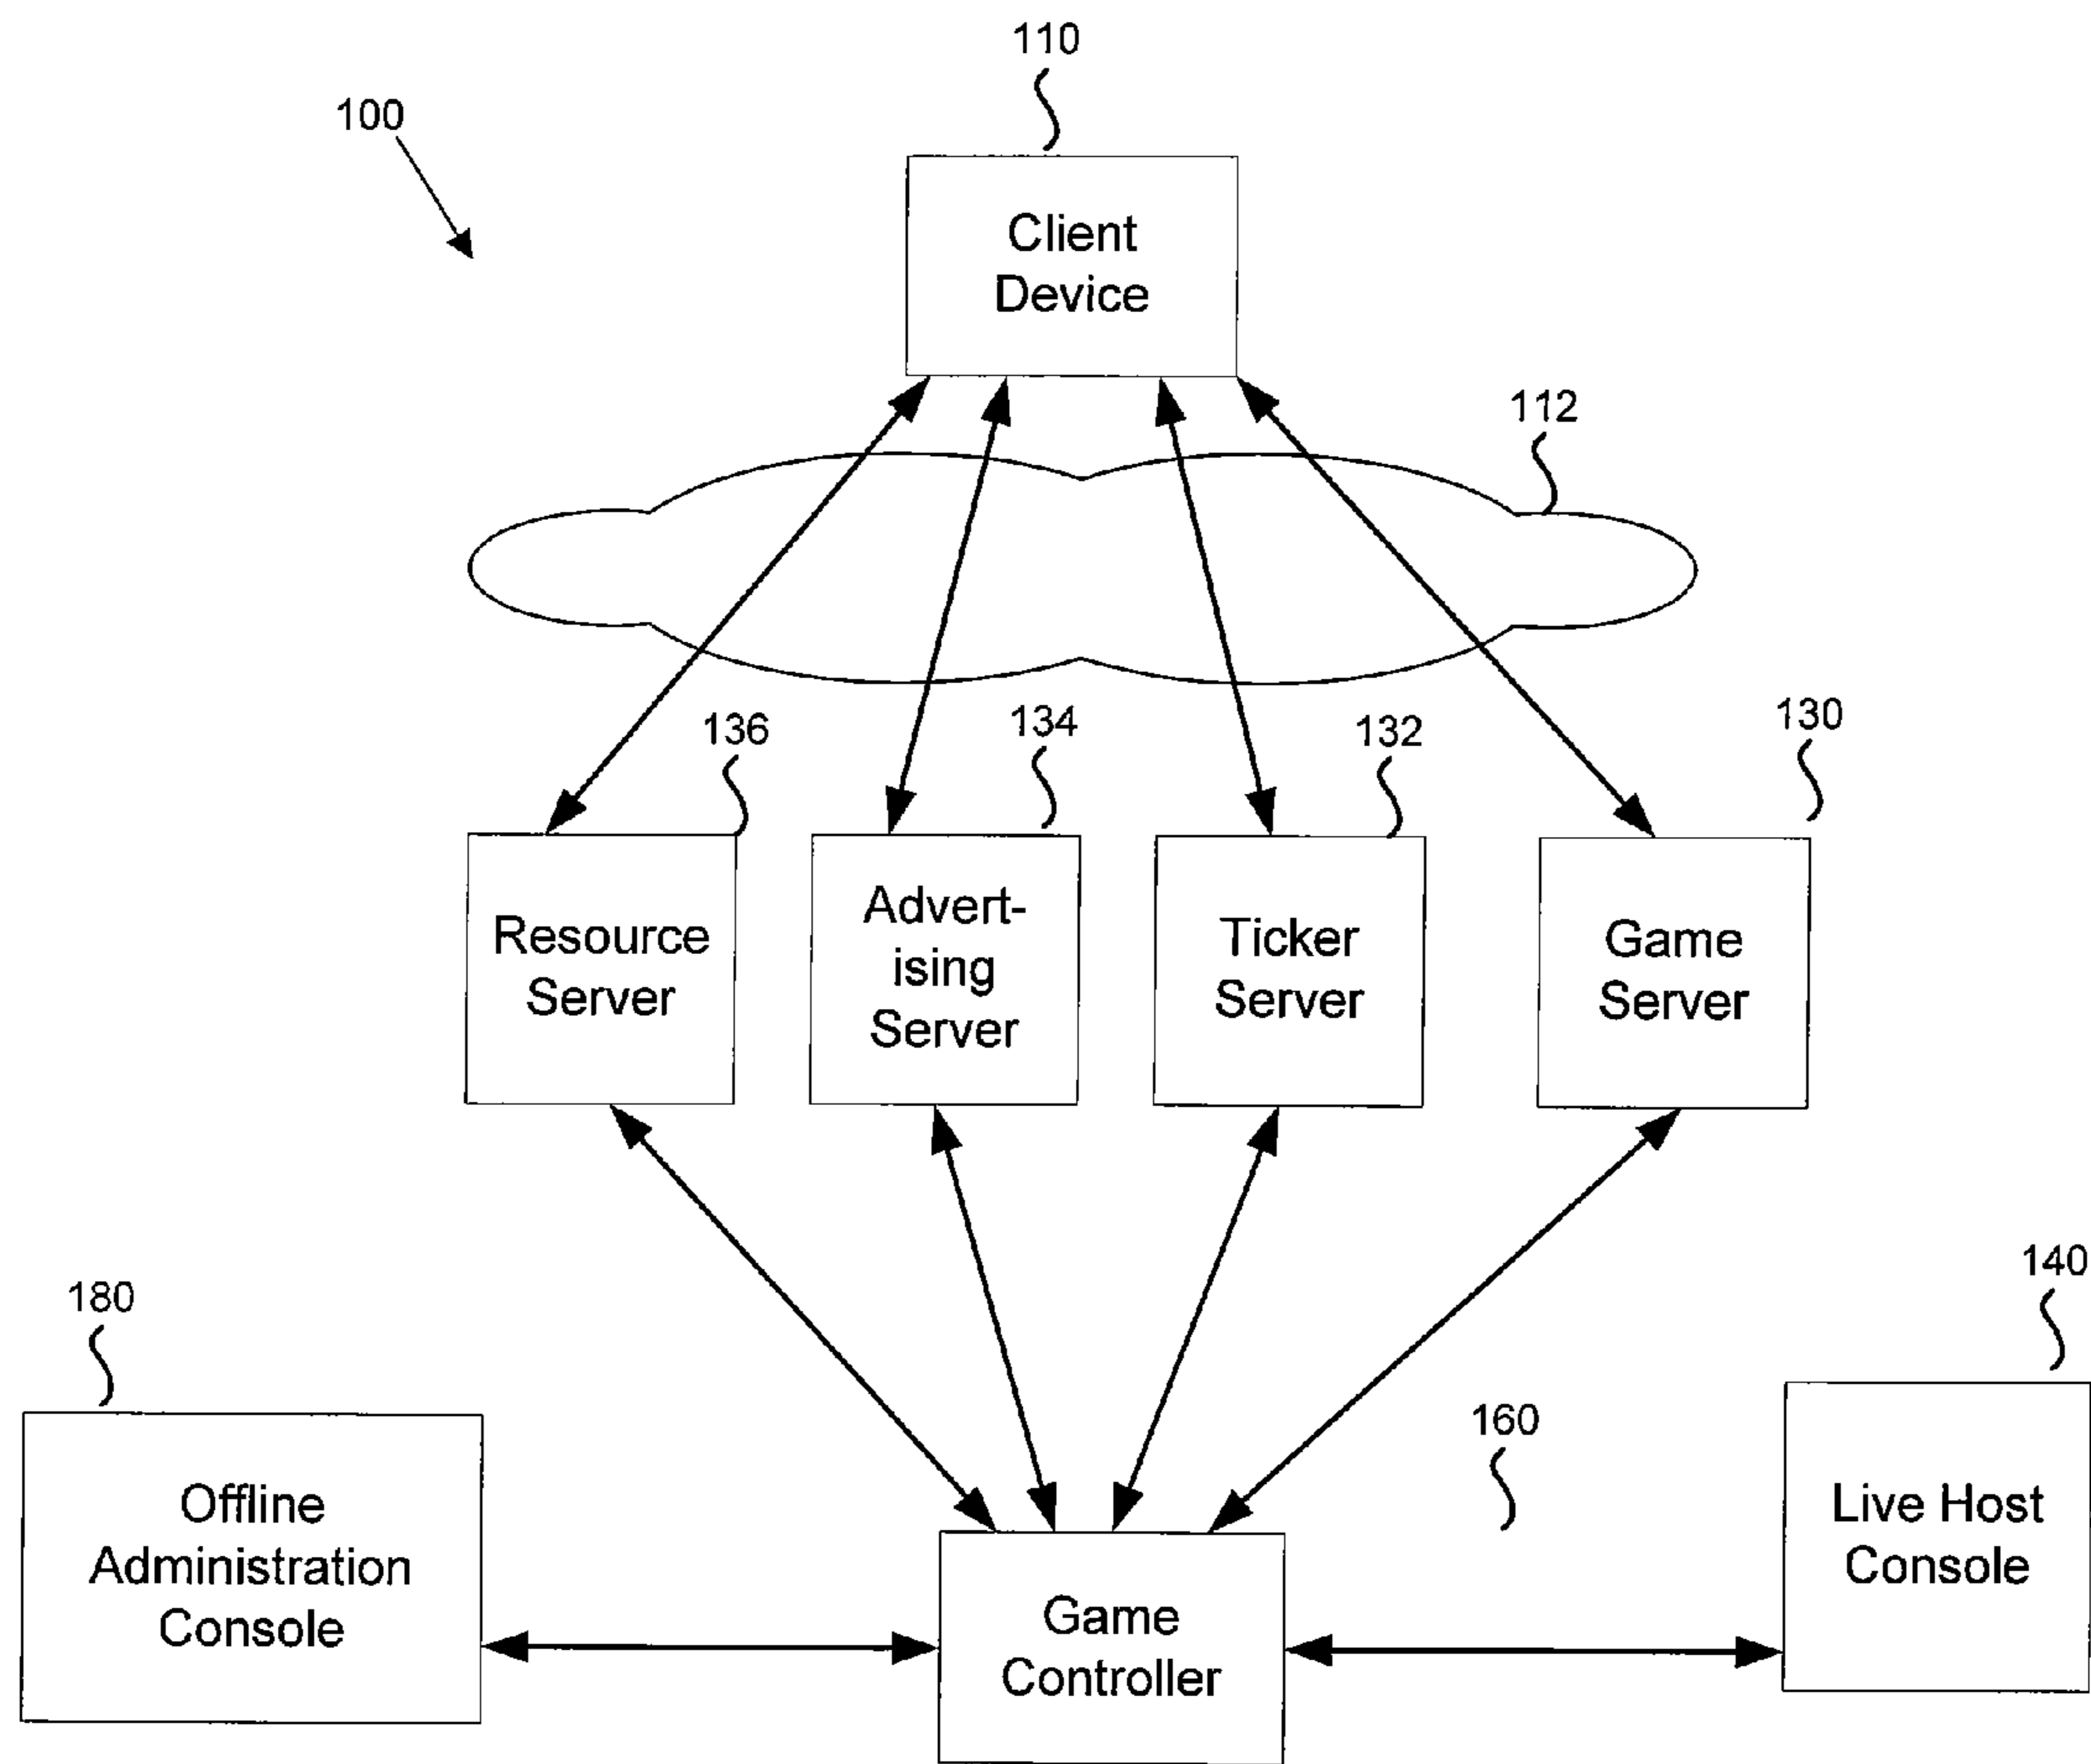 110
100
Client
Device
112
136
134
132
130
Resource
Server
Advert-
ising
Server
Ticker
Server
Game
Server
180
140
160
Offline
Administration
Console
Game
Controller
Live Host
Console